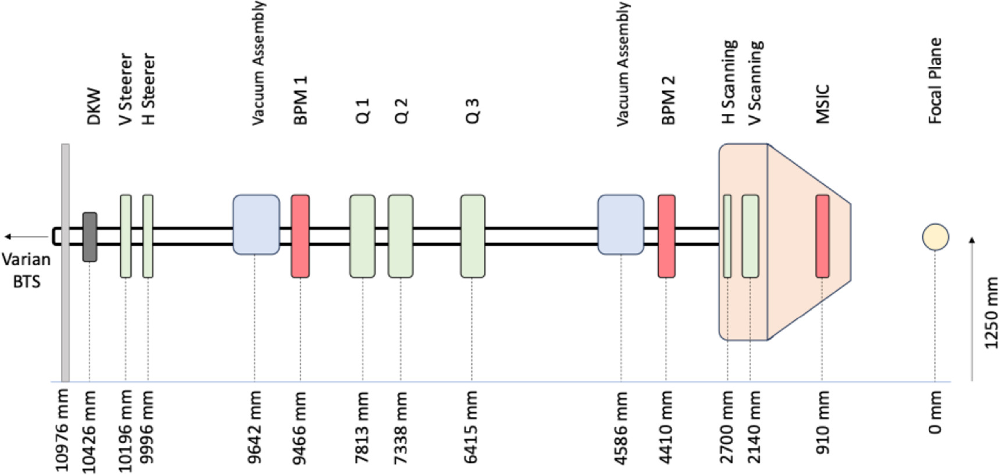 DKW
V Steerer
H Steerer
Vacuum Assembly
BPM 1
Q 1
Q 2
Q 3
Vacuum Assembly
BPM 2
H Scanning
V Scanning
MSIC
Focal Plane
Varian
BTS
1250 mm
10976 mm
10426 mm
10196 mm
9996 mm
9642 mm
9466 mm
7813 mm
7338 mm
6415 mm
4586 mm
4410 mm
2700 mm
2140 mm
910 mm
0 mm